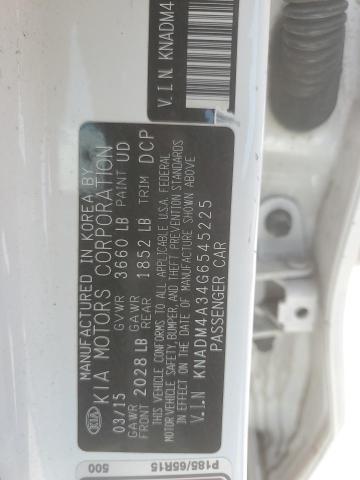 MANUFACTURED IN KOREA BY
KIA KIA MOTORS CORPORATION
03/15 GVWR 3660 LB PAINT UD
GAWR FRONT 2028 LB GAWR REAR 1852 LB TRIM DCP
THIS VEHICLE CONFORMS TO ALL APPLICABLE U.S.A. FEDERAL
MOTOR VEHICLE SAFETY, BUMPER, AND THEFT PREVENTION STANDARDS
IN EFFECT ON THE DATE OF MANUFACTURE SHOWN ABOVE
V.I.N KNADM4A34G6545225
PASSENGER CAR
V.I.N KNADM4
P185/65R15
500